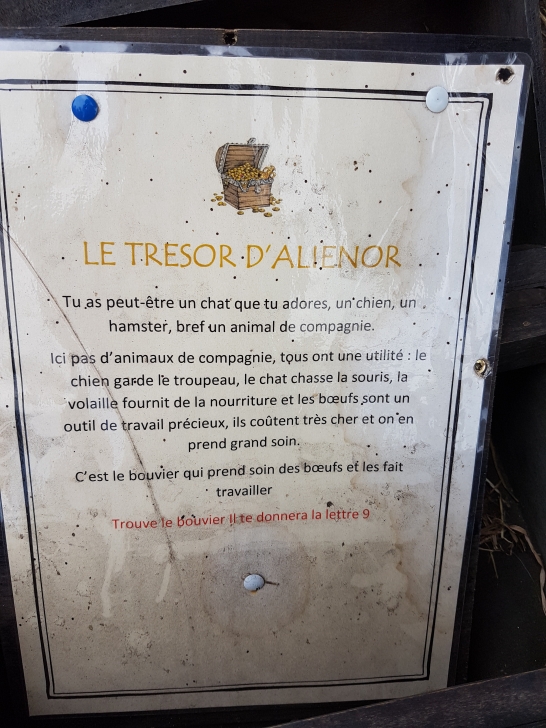 LE TRESOR D'ALIENOR
Tu as peut-être un chat que tu adores, un chien, un
hamster, bref un animal de compagnie.
Ici pas d'animaux de compagnie, tous ont une utilité : le
chien garde le troupeau, le chat chasse la souris, la
volaille fournit de la nourriture et les bœufs sont un
outil de travail précieux, ils coûtent très cher et on en
prend grand soin.
C'est le bouvier qui prend soin des bœufs et les fait
travailler
Trouve le bouvier Il te donnera la lettre 9